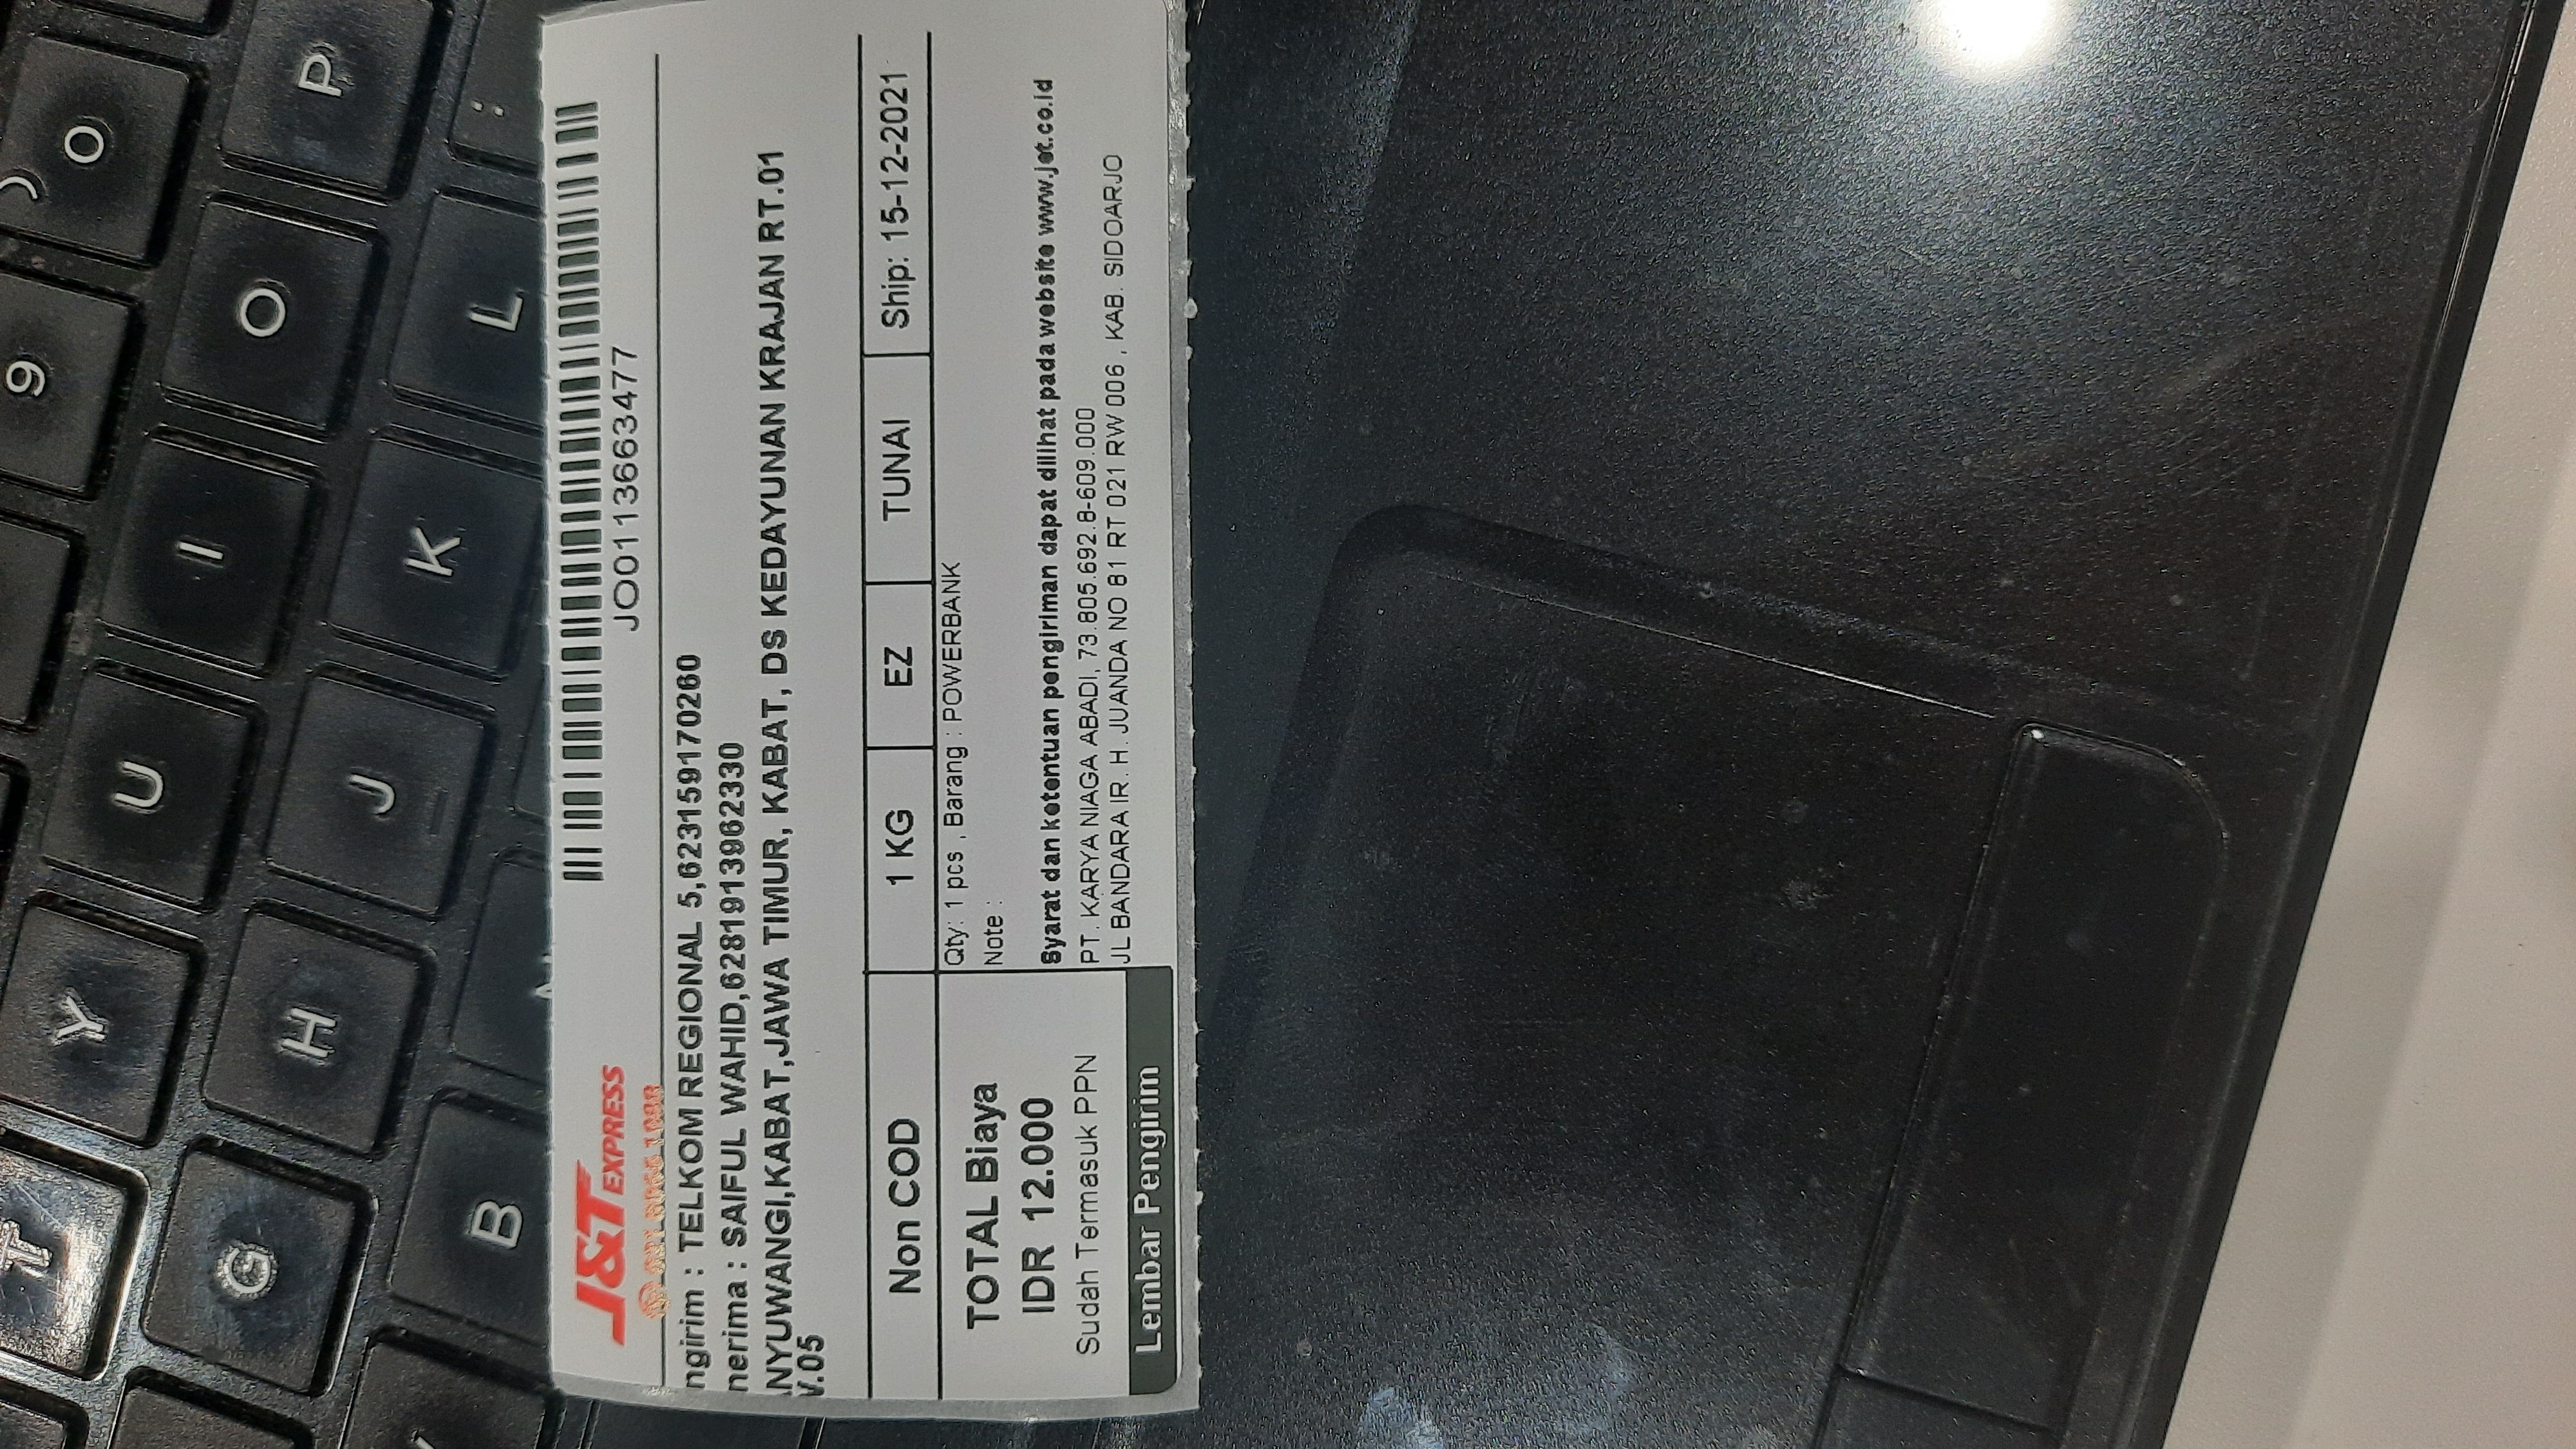 9 )
T Y U I O 0
G H J K L P
B :
J&T EXPRESS
JO0113663477
021 8066 1888
ngirim : TELKOM REGIONAL 5,623159170260
nerima : SAIFUL WAHID,6281913962330
NYUWANGI,KABAT,JAWA TIMUR, KABAT, DS KEDAYUNAN KRAJAN RT.01
.05
Non COD 1 KG EZ TUNAI Ship: 15-12-2021
Qty: 1 pcs , Barang : POWERBANK
Note :
TOTAL Biaya
IDR 12.000
Sudah Termasuk PPN
Syarat dan ketentuan pengiriman dapat dilihat pada website www.jet.co.id
PT. KARYA NIAGA ABADI, 73.805.692.8-609.000
JL BANDARA IR. H. JUANDA NO 81 RT 021 RW 006 , KAB. SIDOARJO
Lembar Pengirim